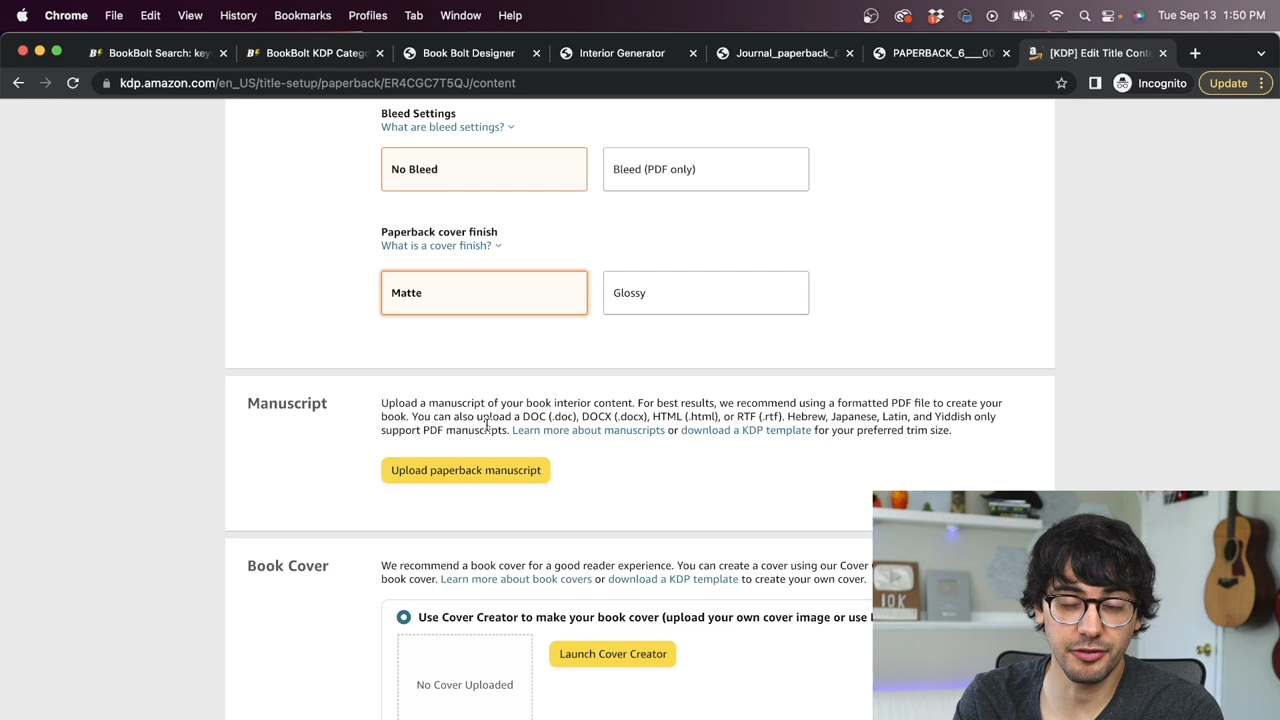 Chrome File Edit View History Bookmarks Profiles Tab Window Help Tue Sep 13 1:50 PM
BookBolt Search: key BookBolt KDP Catego Book Bolt Designer Interior Generator Journal_paperback_6 PAPERBACK_6___00 [KDP] Edit Title Conte
kdp.amazon.com/en_US/title-setup/paperback/ER4CGC7T5QJ/content Incognito Update
Bleed Settings
What are bleed settings?
No Bleed Bleed (PDF only)
Paperback cover finish
What is a cover finish?
Matte Glossy
Manuscript Upload a manuscript of your book interior content. For best results, we recommend using a formatted PDF file to create your
book. You can also upload a DOC (.doc), DOCX (.docx), HTML (.html), or RTF (.rtf). Hebrew, Japanese, Latin, and Yiddish only
support PDF manuscripts. Learn more about manuscripts or download a KDP template for your preferred trim size.
Upload paperback manuscript
Book Cover We recommend a book cover for a good reader experience. You can create a cover using our Cover
book cover. Learn more about book covers or download a KDP template to create your own cover.
Use Cover Creator to make your book cover (upload your own cover image or use
Launch Cover Creator
No Cover Uploaded
10K